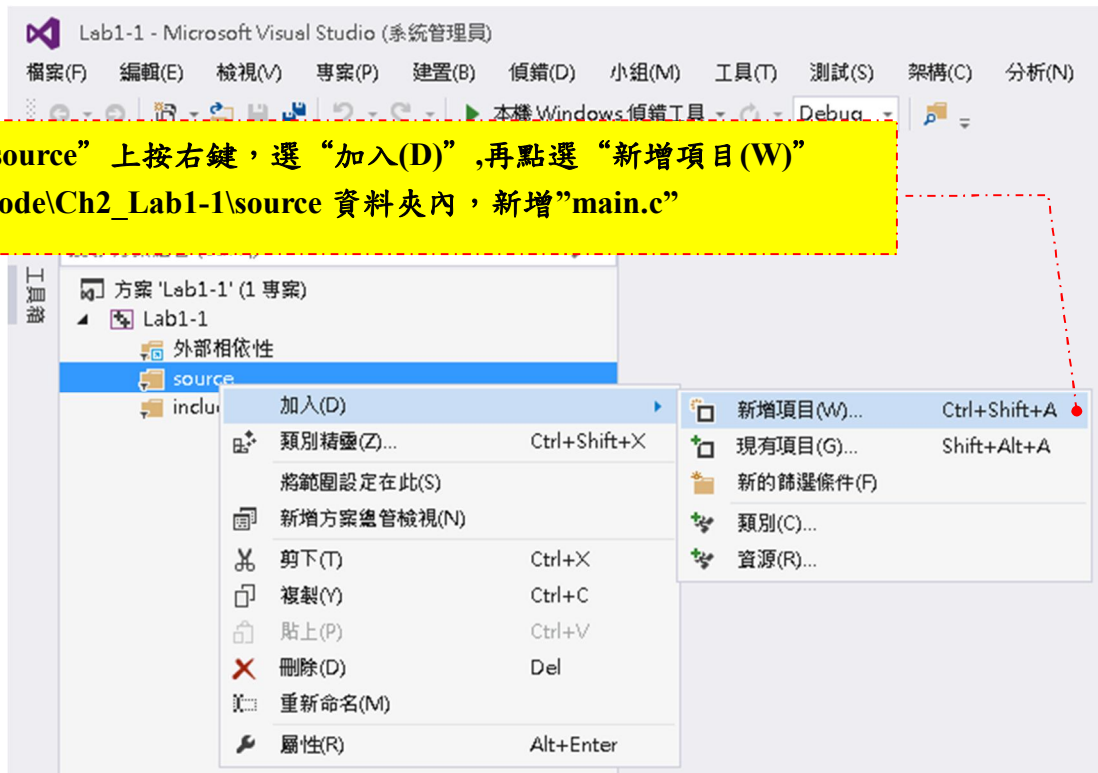 Lab1-1 - Microsoft Visual Studio (系統管理員)
檔案(F) 編輯(E) 檢視(V) 專案(P) 建置(B) 偵錯(D) 小組(M) 工具(T) 測試(S) 架構(C) 分析(N)
本機 Windows 偵錯工具 Debug
source”上按右鍵，選“加入(D)”,再點選“新增項目(W)”
ode\Ch2_Lab1-1\source 資料夾內，新增”main.c”
工具箱
方案 'Lab1-1' (1 專案)
Lab1-1
外部相依性
source
inclu
加入(D)
類別精靈(Z)... Ctrl+Shift+X
將範圍設定在此(S)
新增方案總管檢視(N)
剪下(T) Ctrl+X
複製(Y) Ctrl+C
貼上(P) Ctrl+V
刪除(D) Del
重新命名(M)
屬性(R) Alt+Enter
新增項目(W)... Ctrl+Shift+A
現有項目(G)... Shift+Alt+A
新的篩選條件(F)
類別(C)...
資源(R)...